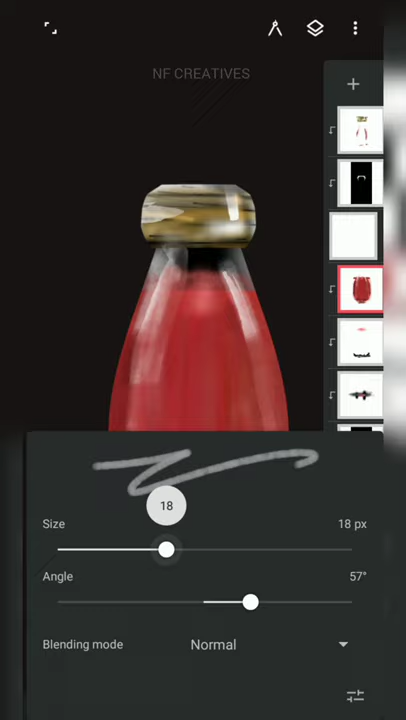 NF CREATIVES
18
Size 18 px
Angle 57°
Blending mode Normal